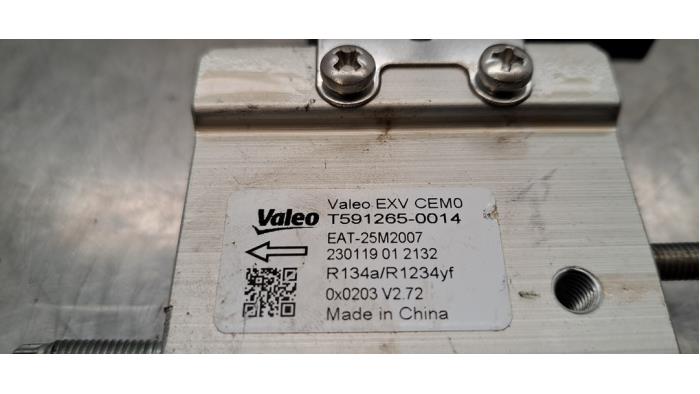 Valeo
Valeo EXV CEM0
T591265-0014
EAT-25M2007
230119 01 2132
R134a/R1234yf
0x0203 V2.72
Made in China